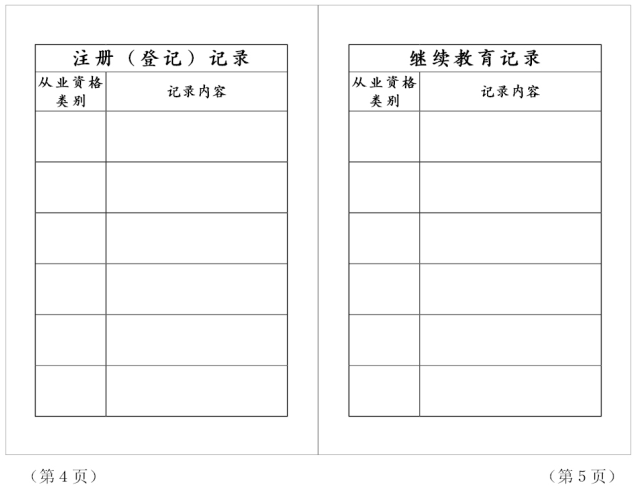 注册（登记）记录
从业资格
类别
记录内容
继续教育记录
从业资格
类别
记录内容
（第 4 页）
（第 5 页）